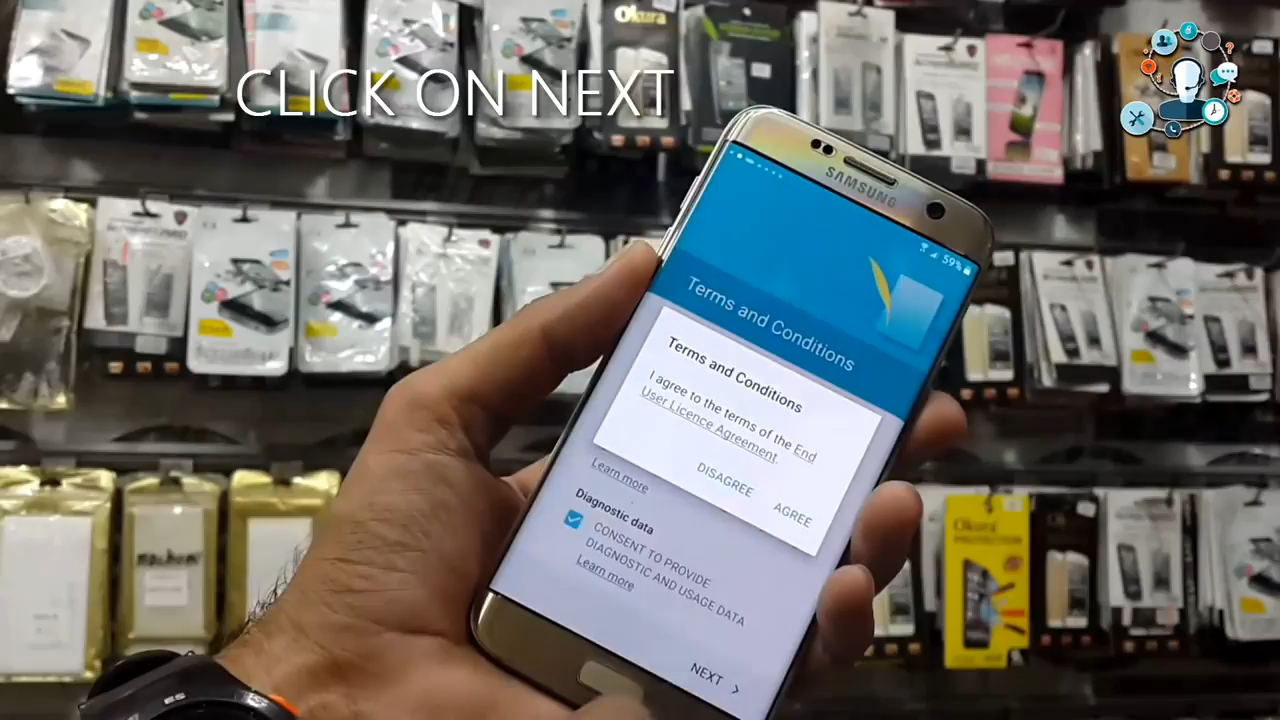 CLICK ON NEXT
Okura
SAMSUNG
59%
Terms and Conditions
Terms and Conditions
I agree to the terms of the End
User Licence Agreement.
DISAGREE
AGREE
Learn more
Diagnostic data
CONSENT TO PROVIDE
DIAGNOSTIC AND USAGE DATA
Learn more
NEXT
Okura